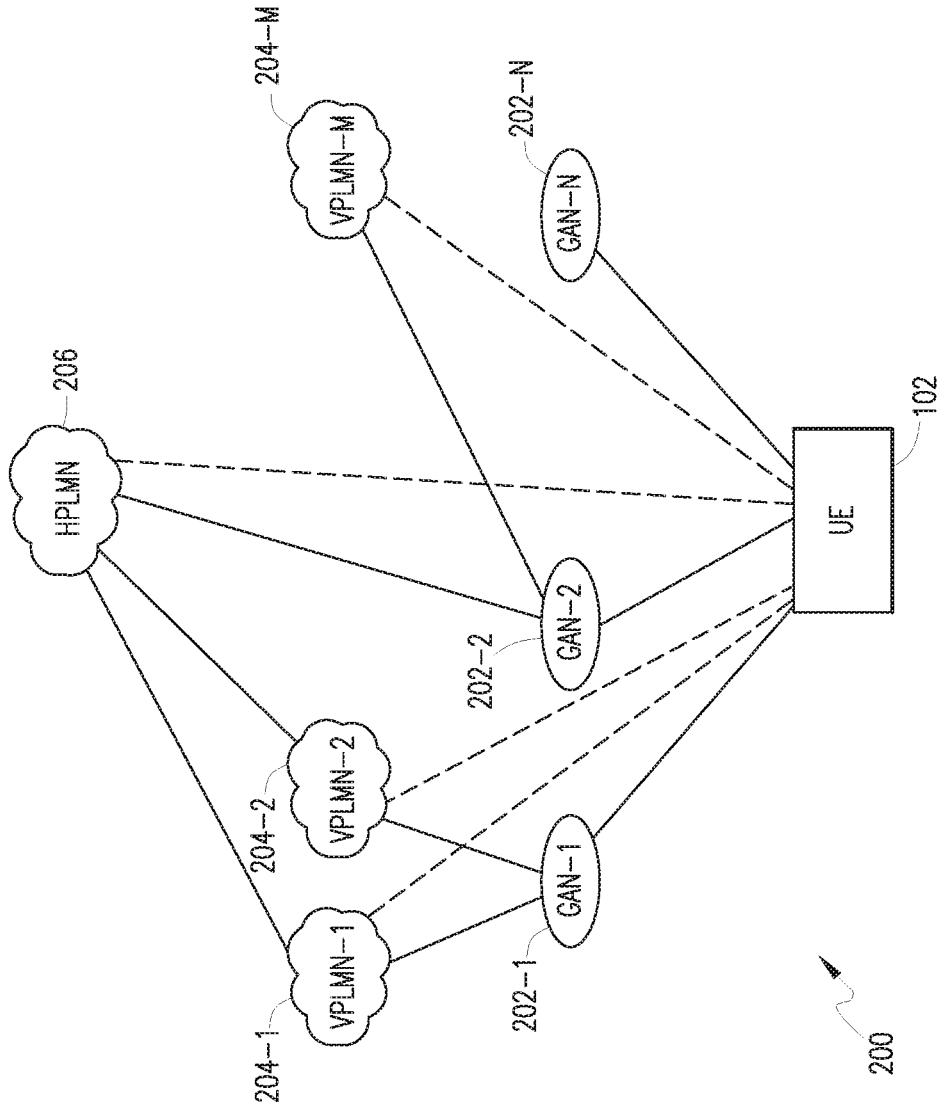 HPLMN
206
204-1
VPLMN-1
204-2
VPLMN-2
VPLMN-M
204-M
202-1
GAN-1
202-2
GAN-2
GAN-N
202-N
UE
102
200